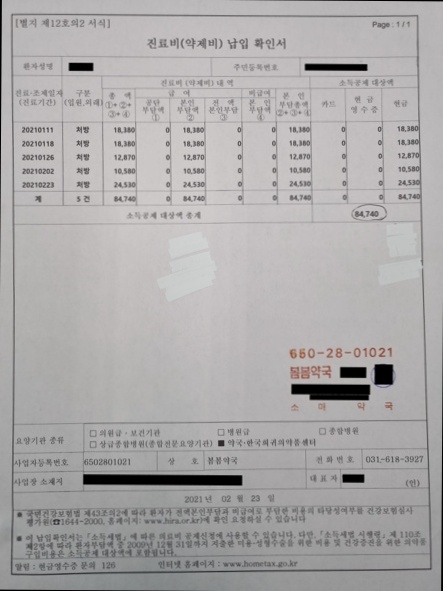 [별지 제12호의2 서식]
Page : 1 / 1
진료비(약제비) 납입 확인서
환자성명 주민등록번호
진료·조제일자 (진료기간) 구분 (입원,외래) 진료비 (약제비) 내역 소득공제 대상액
총 액 ①+②+③+④ 급 여 비급여 본 인 부담총액 ②+③+④ 카드 현 금 영수증 현금
공단 부담액 ① 본인 부담액 ② 전 액 본인부담 ③ 본 인 부담액 ④
20210111 처방 18,380 0 18,380 0 0 18,380 0 0 18,380
20210118 처방 18,380 0 18,380 0 0 18,380 0 0 18,380
20210126 처방 12,870 0 12,870 0 0 12,870 0 0 12,870
20210202 처방 10,580 0 10,580 0 0 10,580 0 0 10,580
20210223 처방 24,530 0 24,530 0 0 24,530 0 0 24,530
계 5 건 84,740 0 84,740 0 0 84,740 0 0 84,740
소득공제 대상액 총계 84,740
650-28-01021
봄봄약국
소 매 약 국
요양기관 종류 □ 의원급·보건기관 □ 병원급 □ 종합병원
□ 상급종합병원(종합전문요양기관) ■ 약국·한국희귀의약품센터
사업자등록번호 6502801021 상 호 봄봄약국 전 화 번 호 031-618-3927
사업장 소재지 대 표 자 (인)
2021년 02 월 23 일
※ 국민건강보험법 제43조의2에 따라 환자가 전액본인부담과 비급여로 부담한 비용의 타당성여부를 건강보험심사
평가원(☎1644-2000, 홈페이지: www.hira.or.kr)에 확인 요청하실 수 있습니다.
※ 이 납입확인서는「소득세법」에 따른 의료비 공제신청에 사용할 수 있습니다. 다만,「소득세법 시행령」제 110조
제2항에 따라 환자부담액 중 2009년 12월 31일까지 지출한 미용·성형수술을 위한 비용 및 건강증진을 위한 의약품
구입비용은 소득공제 대상액에 포함됩니다.
알림 : 현금영수증 문의 126 인터넷 홈페이지 : www.hometax.go.kr